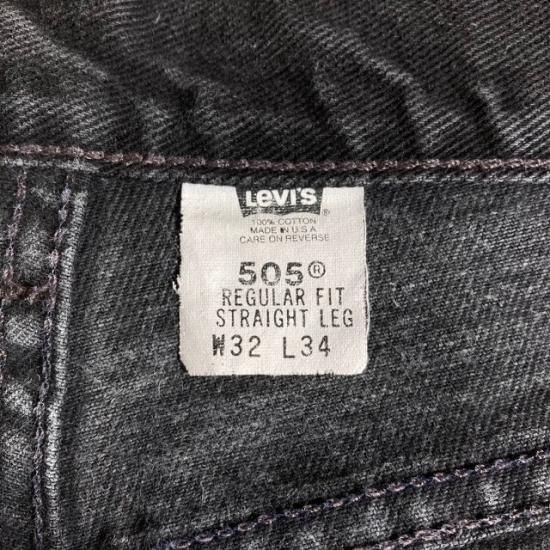 Levi's ®
100% COTTON
MADE IN U.S.A
CARE ON REVERSE
505®
REGULAR FIT
STRAIGHT LEG
W32 L34